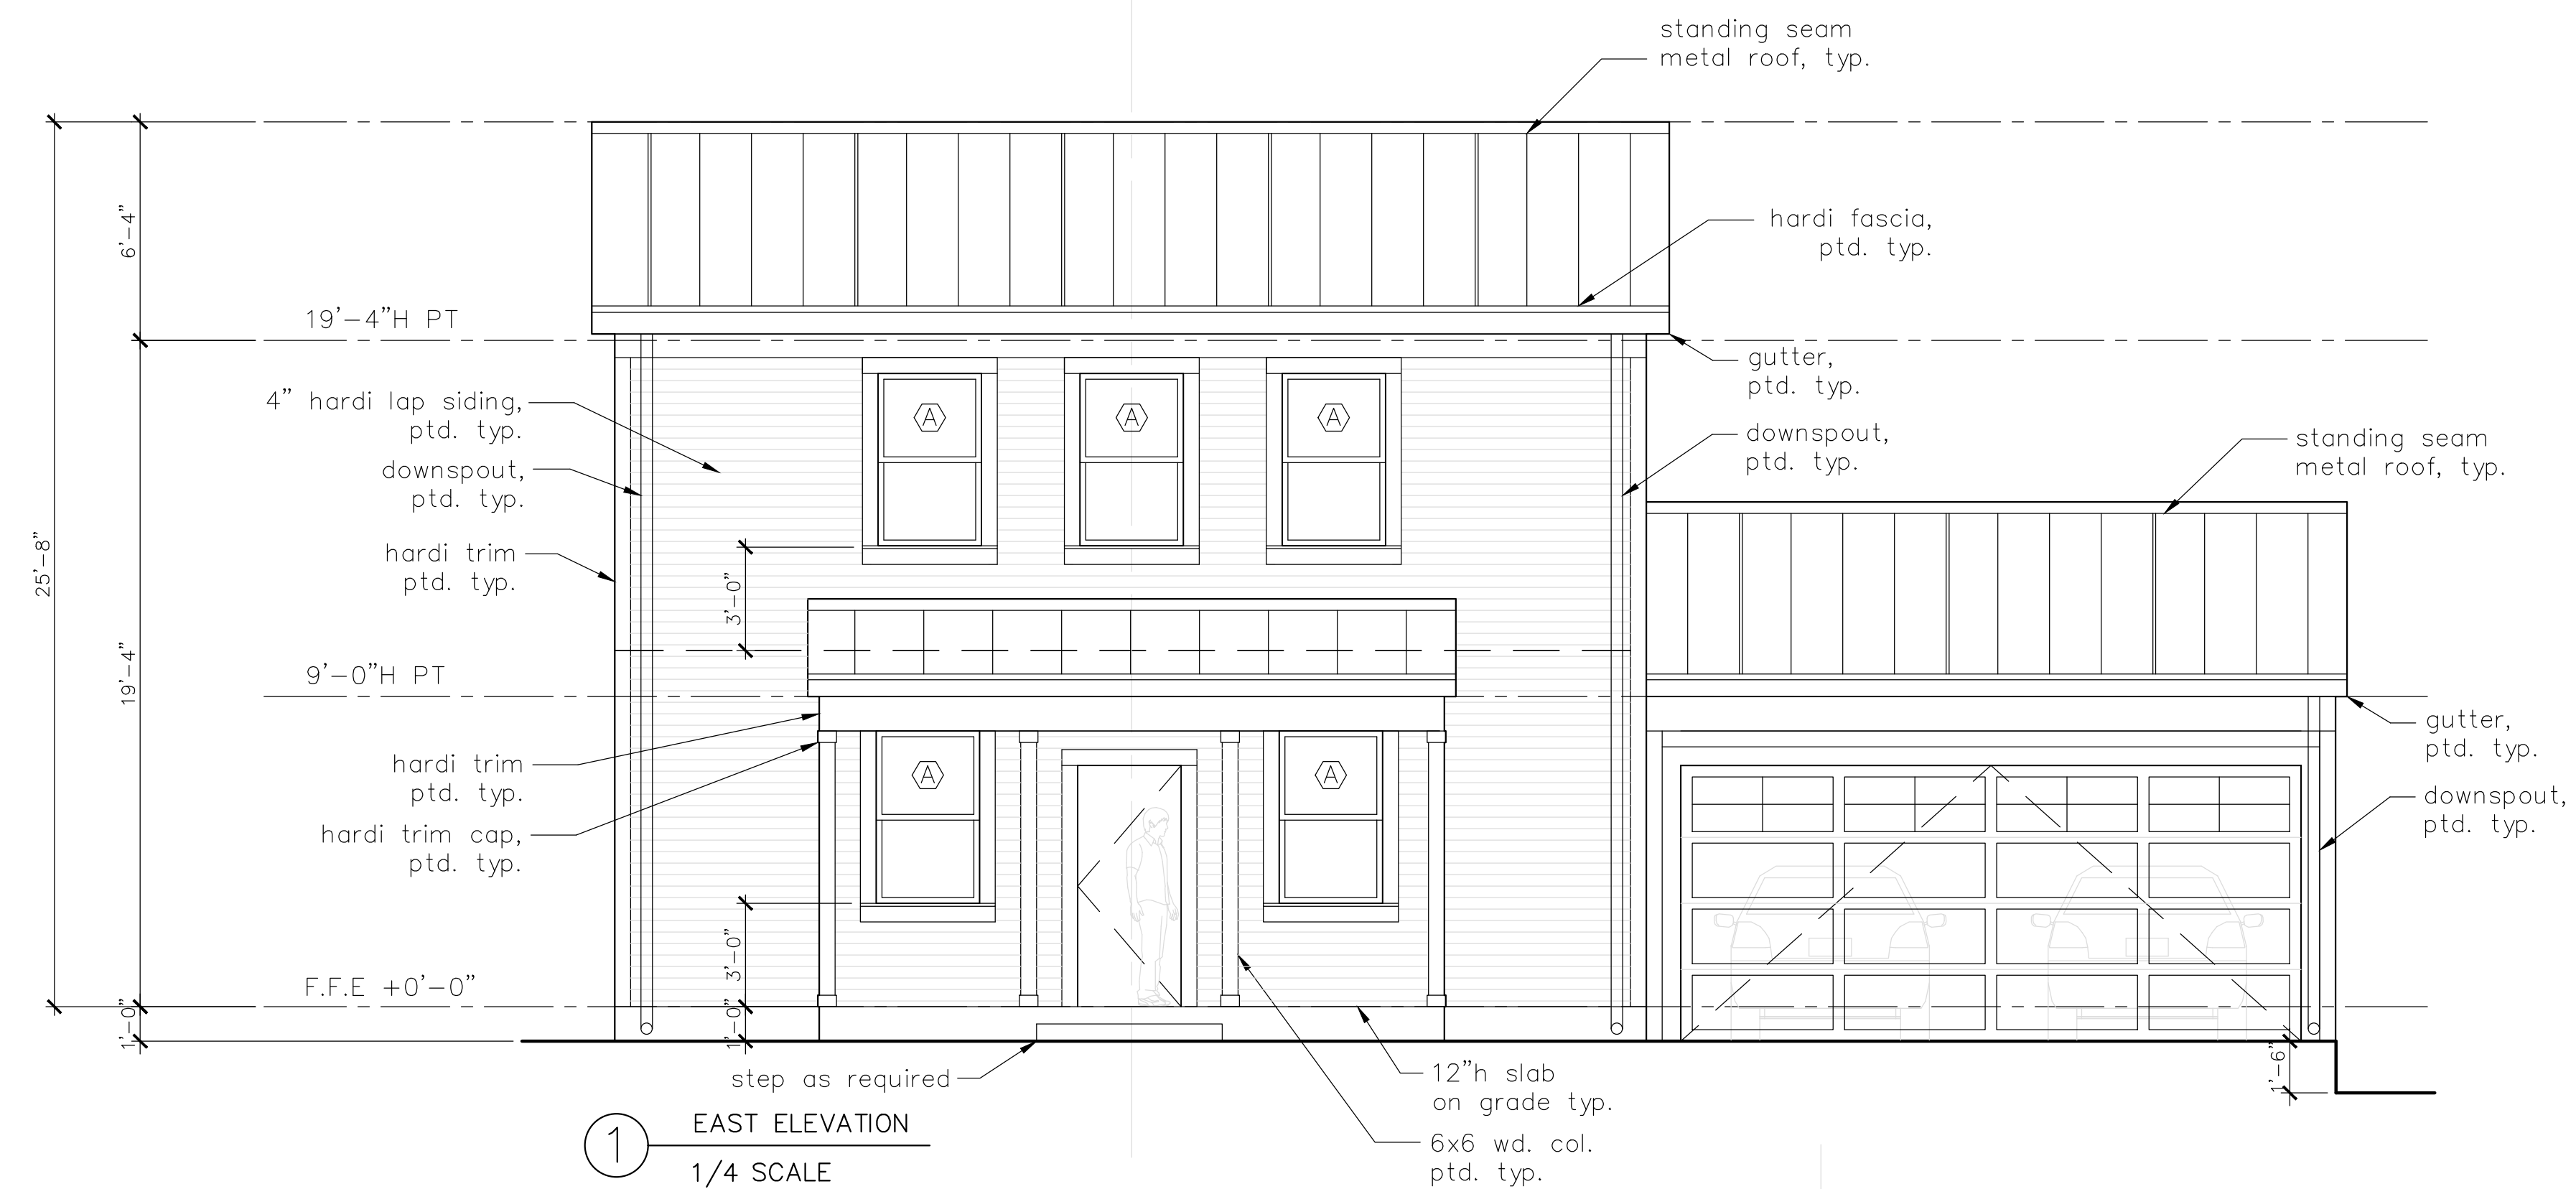 standing seam
metal roof, typ.
hardi fascia,
ptd. typ.
6'-4"
19'-4"H PT
gutter,
ptd. typ.
4" hardi lap siding,
ptd. typ.
A
A
A
downspout,
ptd. typ.
standing seam
metal roof, typ.
downspout,
ptd. typ.
25'-8"
hardi trim
ptd. typ.
3'-0"
19'-4"
9'-0"H PT
gutter,
ptd. typ.
hardi trim
ptd. typ.
A
A
downspout,
ptd. typ.
hardi trim cap,
ptd. typ.
3'-0"
F.F.E +0'-0"
1'-0"
1'-0"
1'-6"
step as required
12"h slab
on grade typ.
6x6 wd. col.
ptd. typ.
1
EAST ELEVATION
1/4 SCALE